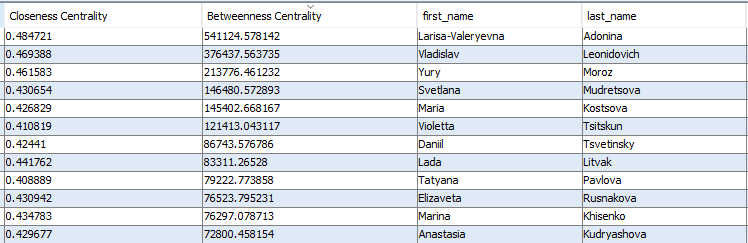 Closeness Centrality Betweenness Centrality first_name last_name
0.484721 541124.578142 Larisa-Valeryevna Adonina
0.469388 376437.563735 Vladislav Leonidovich
0.461583 213776.461232 Yury Moroz
0.430654 146480.572893 Svetlana Mudretsova
0.426829 145402.668167 Maria Kostsova
0.410819 121413.043117 Violetta Tsitskun
0.42441 86743.576786 Daniil Tsvetinsky
0.441762 83311.26528 Lada Litvak
0.408889 79222.773858 Tatyana Pavlova
0.430942 76523.795231 Elizaveta Rusnakova
0.434783 76297.078713 Marina Khisenko
0.429677 72800.458154 Anastasia Kudryashova